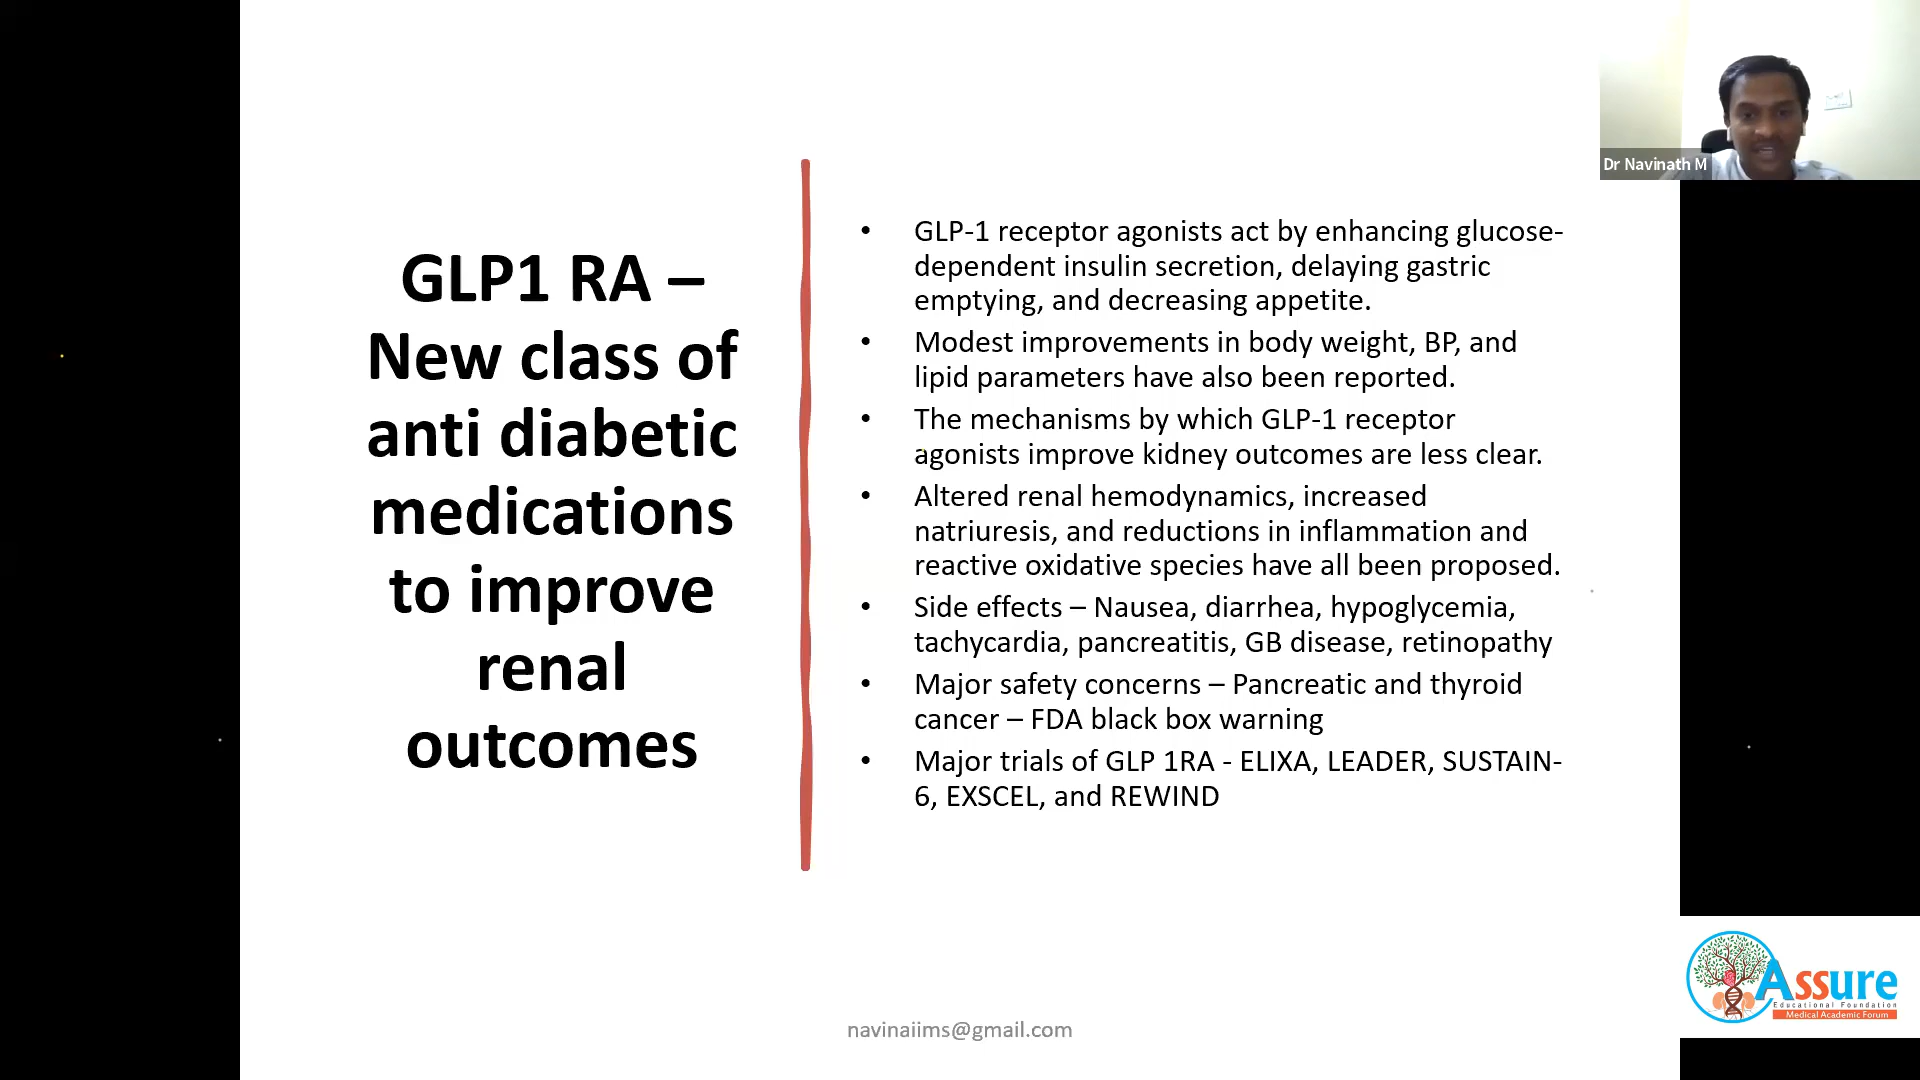 GLP1 RA –
New class of
anti diabetic
medications
to improve
renal
outcomes
• GLP-1 receptor agonists act by enhancing glucose-
dependent insulin secretion, delaying gastric
emptying, and decreasing appetite.
• Modest improvements in body weight, BP, and
lipid parameters have also been reported.
• The mechanisms by which GLP-1 receptor
agonists improve kidney outcomes are less clear.
• Altered renal hemodynamics, increased
natriuresis, and reductions in inflammation and
reactive oxidative species have all been proposed.
• Side effects – Nausea, diarrhea, hypoglycemia,
tachycardia, pancreatitis, GB disease, retinopathy
• Major safety concerns – Pancreatic and thyroid
cancer – FDA black box warning
• Major trials of GLP 1RA - ELIXA, LEADER, SUSTAIN-
6, EXSCEL, and REWIND
navinaiims@gmail.com
Dr Navinath M
Assure
Educational Foundation
Medical Academic Forum